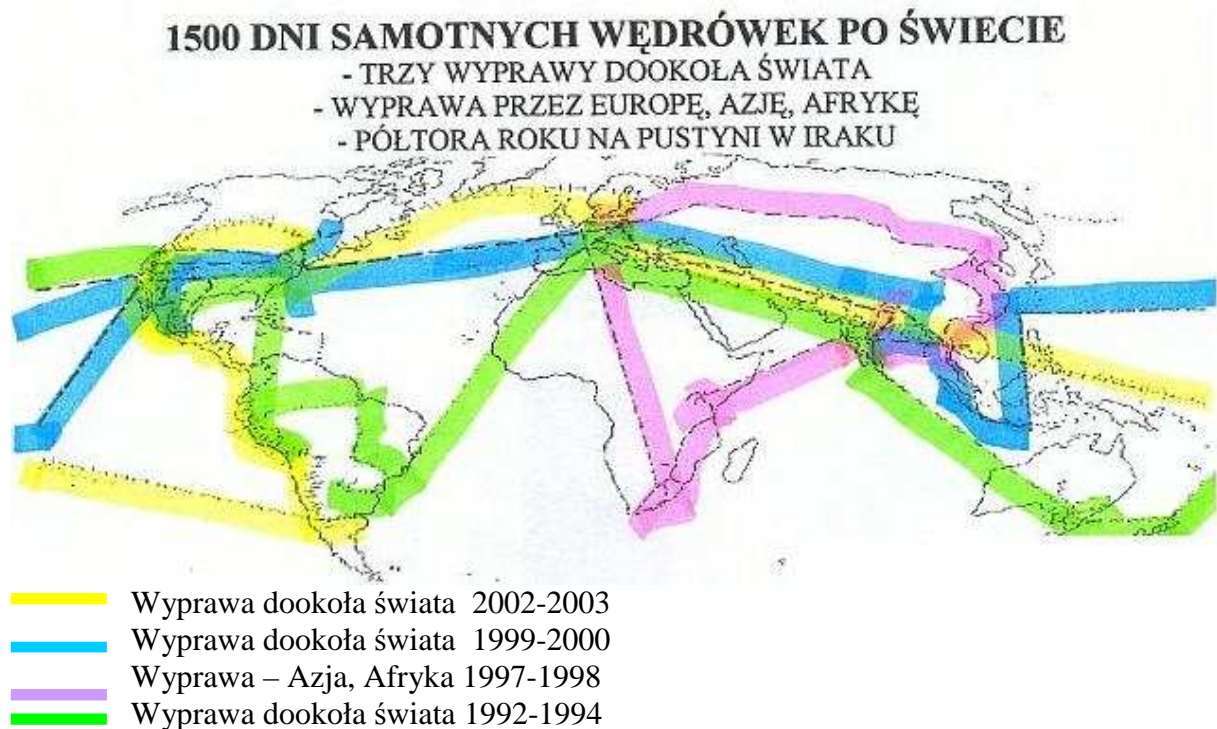 1500 DNI SAMOTNYCH WĘDRÓWEK PO ŚWIECIE
- TRZY WYPRAWY DOOKOŁA ŚWIATA
- WYPRAWA PRZEZ EUROPĘ, AZJĘ, AFRYKĘ
- PÓŁTORA ROKU NA PUSTYNI W IRAKU
Wyprawa dookoła świata 2002-2003
Wyprawa dookoła świata 1999-2000
Wyprawa – Azja, Afryka 1997-1998
Wyprawa dookoła świata 1992-1994